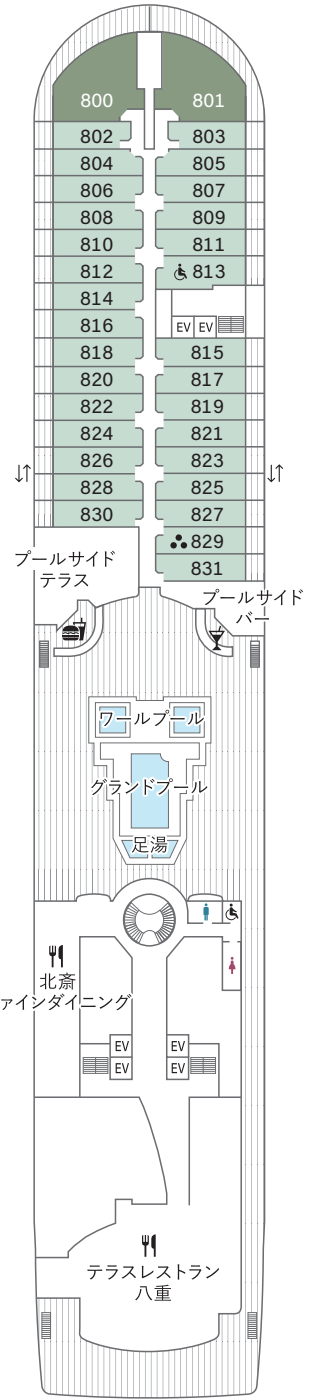 800 801
802 803
804 805
806 807
808 809
810 811
812 813
814
816 EV EV
818 815
820 817
822 819
824 821
826 823
828 825
830 827
829
831
プールサイド
テラス
プールサイド
バー
ワールプール
グランドプール
足湯
北斎
ァインダイニング
EV EV
EV EV
テラスレストラン
八重